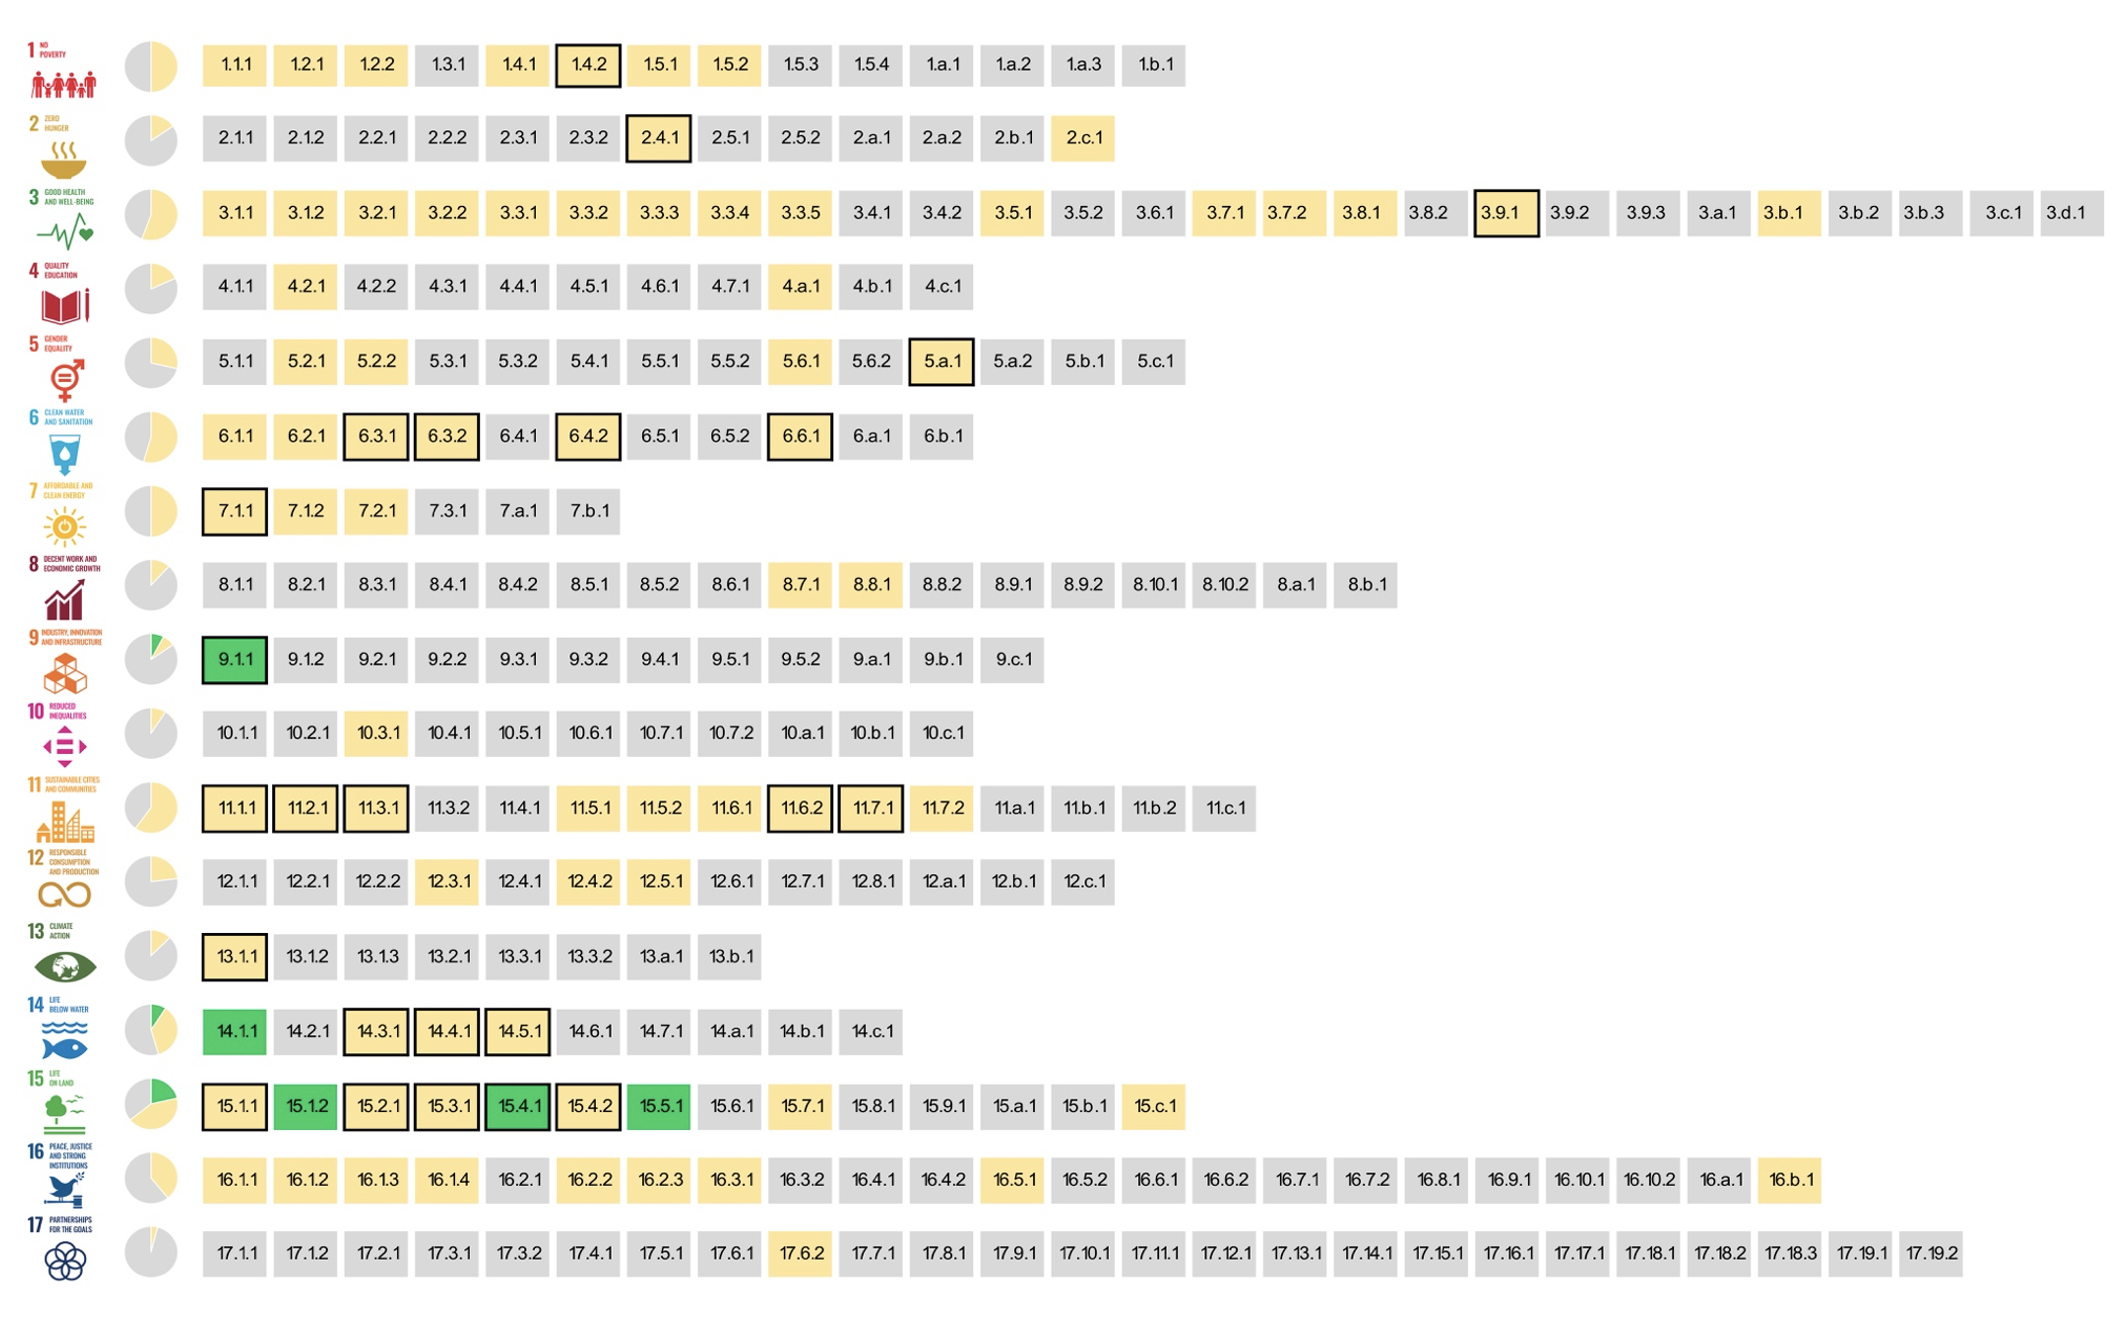 1 NO POVERTY
1.1.1 1.2.1 1.2.2 1.3.1 1.4.1 1.4.2 1.5.1 1.5.2 1.5.3 1.5.4 1.a.1 1.a.2 1.a.3 1.b.1
2 ZERO HUNGER
2.1.1 2.1.2 2.2.1 2.2.2 2.3.1 2.3.2 2.4.1 2.5.1 2.5.2 2.a.1 2.a.2 2.b.1 2.c.1
3 GOOD HEALTH AND WELL-BEING
3.1.1 3.1.2 3.2.1 3.2.2 3.3.1 3.3.2 3.3.3 3.3.4 3.3.5 3.4.1 3.4.2 3.5.1 3.5.2 3.6.1 3.7.1 3.7.2 3.8.1 3.8.2 3.9.1 3.9.2 3.9.3 3.a.1 3.b.1 3.b.2 3.b.3 3.c.1 3.d.1
4 QUALITY EDUCATION
4.1.1 4.2.1 4.2.2 4.3.1 4.4.1 4.5.1 4.6.1 4.7.1 4.a.1 4.b.1 4.c.1
5 GENDER EQUALITY
5.1.1 5.2.1 5.2.2 5.3.1 5.3.2 5.4.1 5.5.1 5.5.2 5.6.1 5.6.2 5.a.1 5.a.2 5.b.1 5.c.1
6 CLEAN WATER AND SANITATION
6.1.1 6.2.1 6.3.1 6.3.2 6.4.1 6.4.2 6.5.1 6.5.2 6.6.1 6.a.1 6.b.1
7 AFFORDABLE AND CLEAN ENERGY
7.1.1 7.1.2 7.2.1 7.3.1 7.a.1 7.b.1
8 DECENT WORK AND ECONOMIC GROWTH
8.1.1 8.2.1 8.3.1 8.4.1 8.4.2 8.5.1 8.5.2 8.6.1 8.7.1 8.8.1 8.8.2 8.9.1 8.9.2 8.10.1 8.10.2 8.a.1 8.b.1
9 INDUSTRY, INNOVATION AND INFRASTRUCTURE
9.1.1 9.1.2 9.2.1 9.2.2 9.3.1 9.3.2 9.4.1 9.5.1 9.5.2 9.a.1 9.b.1 9.c.1
10 REDUCED INEQUALITIES
10.1.1 10.2.1 10.3.1 10.4.1 10.5.1 10.6.1 10.7.1 10.7.2 10.a.1 10.b.1 10.c.1
11 SUSTAINABLE CITIES AND COMMUNITIES
11.1.1 11.2.1 11.3.1 11.3.2 11.4.1 11.5.1 11.5.2 11.6.1 11.6.2 11.7.1 11.7.2 11.a.1 11.b.1 11.b.2 11.c.1
12 RESPONSIBLE CONSUMPTION AND PRODUCTION
12.1.1 12.2.1 12.2.2 12.3.1 12.4.1 12.4.2 12.5.1 12.6.1 12.7.1 12.8.1 12.a.1 12.b.1 12.c.1
13 CLIMATE ACTION
13.1.1 13.1.2 13.1.3 13.2.1 13.3.1 13.3.2 13.a.1 13.b.1
14 LIFE BELOW WATER
14.1.1 14.2.1 14.3.1 14.4.1 14.5.1 14.6.1 14.7.1 14.a.1 14.b.1 14.c.1
15 LIFE ON LAND
15.1.1 15.1.2 15.2.1 15.3.1 15.4.1 15.4.2 15.5.1 15.6.1 15.7.1 15.8.1 15.9.1 15.a.1 15.b.1 15.c.1
16 PEACE, JUSTICE AND STRONG INSTITUTIONS
16.1.1 16.1.2 16.1.3 16.1.4 16.2.1 16.2.2 16.2.3 16.3.1 16.3.2 16.4.1 16.4.2 16.5.1 16.5.2 16.6.1 16.6.2 16.7.1 16.7.2 16.8.1 16.9.1 16.10.1 16.10.2 16.a.1 16.b.1
17 PARTNERSHIPS FOR THE GOALS
17.1.1 17.1.2 17.2.1 17.3.1 17.3.2 17.4.1 17.5.1 17.6.1 17.6.2 17.7.1 17.8.1 17.9.1 17.10.1 17.11.1 17.12.1 17.13.1 17.14.1 17.15.1 17.16.1 17.17.1 17.18.1 17.18.2 17.18.3 17.19.1 17.19.2